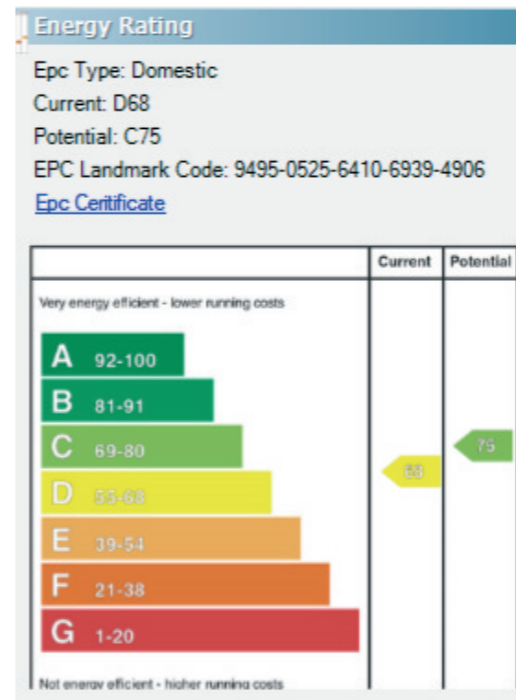 Energy Rating
Epc Type: Domestic
Current: D68
Potential: C75
EPC Landmark Code: 9495-0525-6410-6939-4906
Epc Ceritificate
Current Potential
Very energy efficient - lower running costs
A 92-100
B 81-91
C 69-80
75
D 55-68
68
E 39-54
F 21-38
G 1-20
Not energy efficient - higher running costs